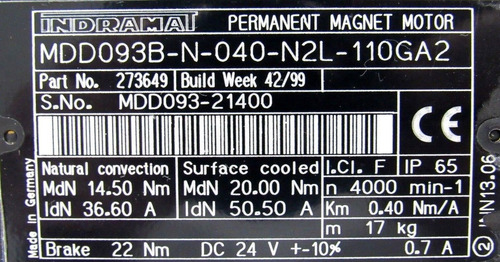 INDRAMAT PERMANENT MAGNET MOTOR
MDD093B-N-040-N2L-110GA2
Part No. 273649 Build Week 42/99
S.No. MDD093-21400
CE
Natural convection Surface cooled I.Cl. F IP 65
MdN 14.50 Nm MdN 20.00 Nm n 4000 min-1
IdN 36.60 A IdN 50.50 A Km 0.40 Nm/A
m 17 kg
Brake 22 Nm DC 24 V +-10% 0.7 A
Made in Germany